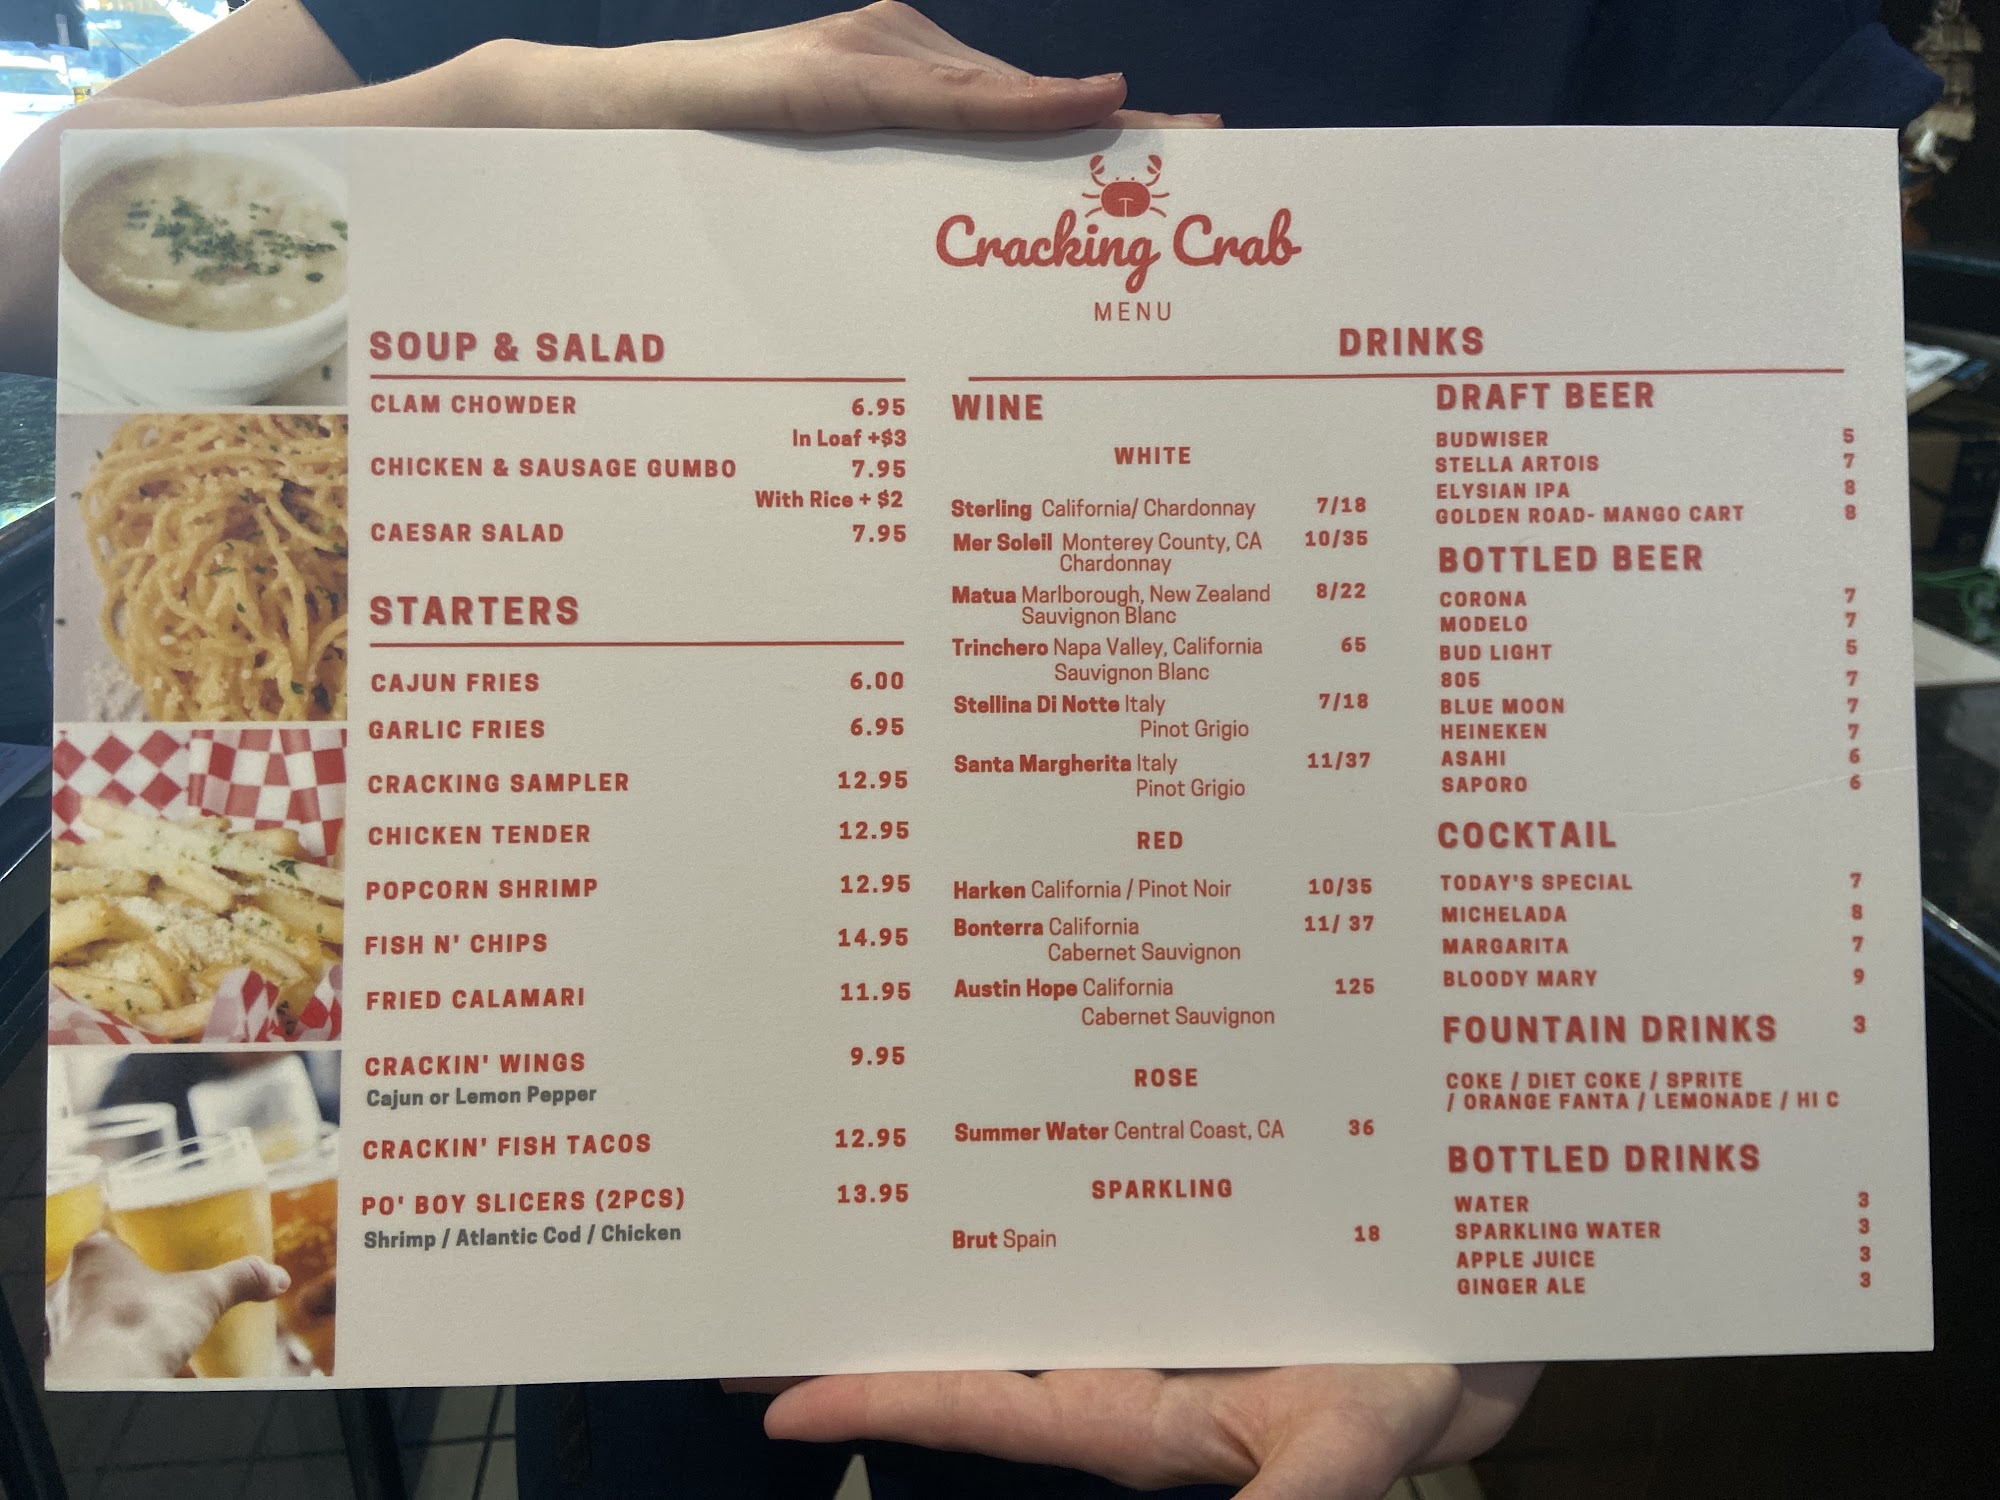 Cracking Crab
MENU
SOUP & SALAD
CLAM CHOWDER 6.95
In Loaf +$3
CHICKEN & SAUSAGE GUMBO 7.95
With Rice + $2
CAESAR SALAD 7.95
STARTERS
CAJUN FRIES 6.00
GARLIC FRIES 6.95
CRACKING SAMPLER 12.95
CHICKEN TENDER 12.95
POPCORN SHRIMP 12.95
FISH N' CHIPS 14.95
FRIED CALAMARI 11.95
CRACKIN' WINGS 9.95
Cajun or Lemon Pepper
CRACKIN' FISH TACOS 12.95
PO' BOY SLICERS (2PCS) 13.95
Shrimp / Atlantic Cod / Chicken
DRINKS
WINE
WHITE
Sterling California/ Chardonnay 7/18
Mer Soleil Monterey County, CA 10/35
Chardonnay
Matua Marlborough, New Zealand 8/22
Sauvignon Blanc
Trinchero Napa Valley, California 65
Sauvignon Blanc
Stellina Di Notte Italy 7/18
Pinot Grigio
Santa Margherita Italy 11/37
Pinot Grigio
RED
Harken California / Pinot Noir 10/35
Bonterra California 11/ 37
Cabernet Sauvignon
Austin Hope California 125
Cabernet Sauvignon
ROSE
Summer Water Central Coast, CA 36
SPARKLING
Brut Spain 18
DRAFT BEER
BUDWISER 5
STELLA ARTOIS 7
ELYSIAN IPA 8
GOLDEN ROAD- MANGO CART 8
BOTTLED BEER
CORONA 7
MODELO 7
BUD LIGHT 5
805 7
BLUE MOON 7
HEINEKEN 7
ASAHI 6
SAPORO 6
COCKTAIL
TODAY'S SPECIAL 7
MICHELADA 8
MARGARITA 7
BLOODY MARY 9
FOUNTAIN DRINKS 3
COKE / DIET COKE / SPRITE
/ ORANGE FANTA / LEMONADE / HI C
BOTTLED DRINKS
WATER 3
SPARKLING WATER 3
APPLE JUICE 3
GINGER ALE 3